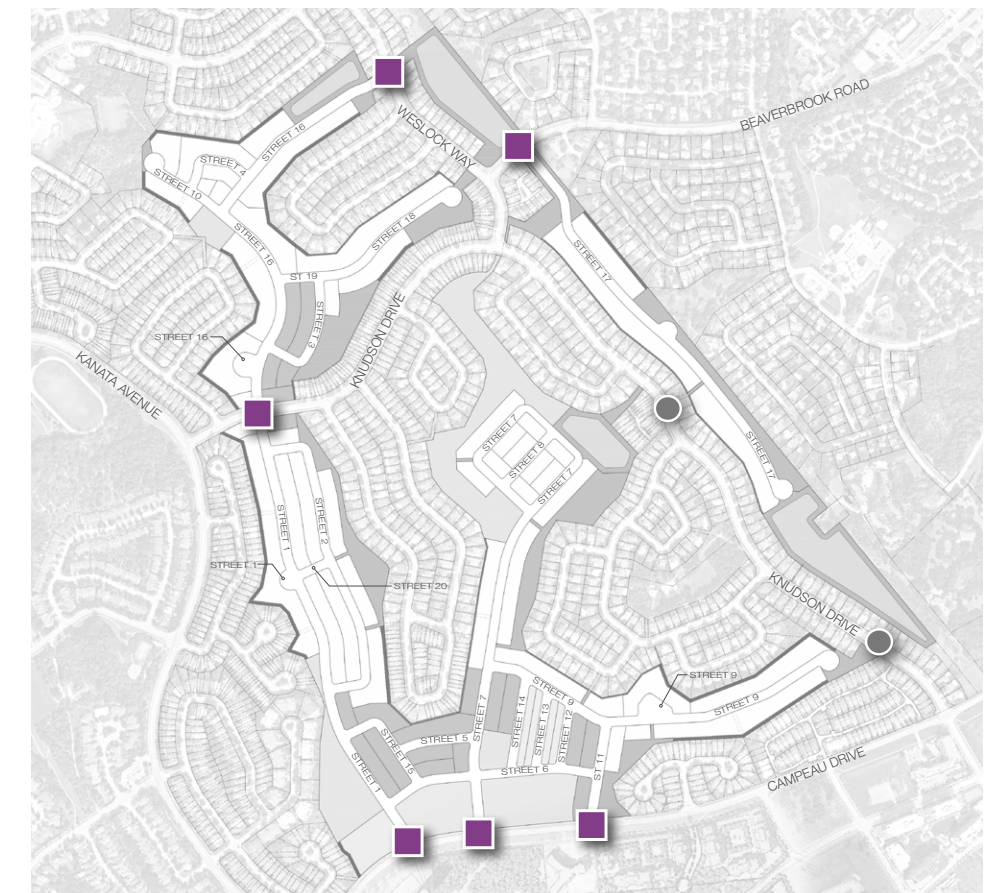 BEAVERBROOK ROAD
WESLOCK WAY
STREET 16
STREET 4
STREET 10
STREET 18
STREET 16
ST 19
STREET 17
STREET 3
KNUDSON DRIVE
STREET 16
KANATA AVENUE
STREET 7
STREET 8
STREET 7
STREET 17
STREET 1
STREET 2
STREET 1
STREET 20
KNUDSON DRIVE
STREET 9
STREET 9
STREET 9
STREET 7
STREET 14
STREET 13
STREET 12
STREET 5
STREET 15
STREET 6
ST 11
STREET 1
CAMPEAU DRIVE